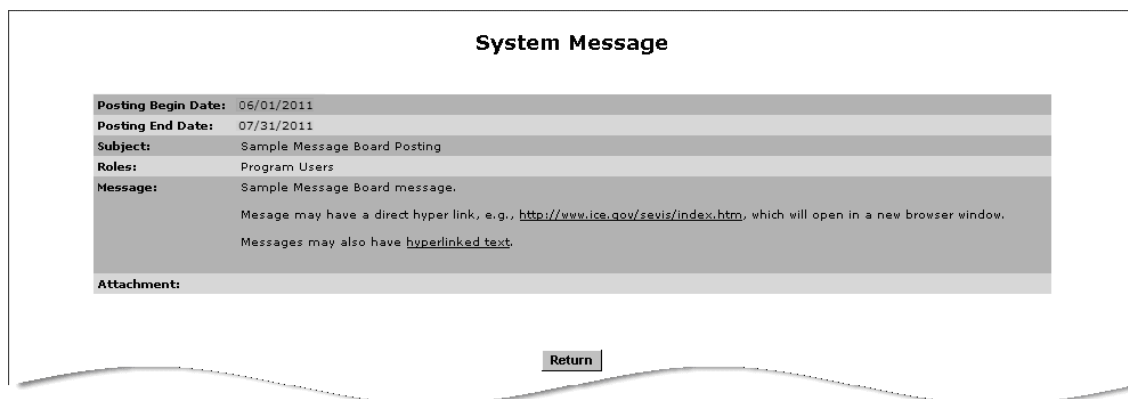 System Message
Posting Begin Date: 06/01/2011
Posting End Date: 07/31/2011
Subject: Sample Message Board Posting
Roles: Program Users
Message: Sample Message Board message.
Mesage may have a direct hyper link, e.g., http://www.ice.gov/sevis/index.htm, which will open in a new browser window.
Messages may also have hyperlinked text.
Attachment:
Return